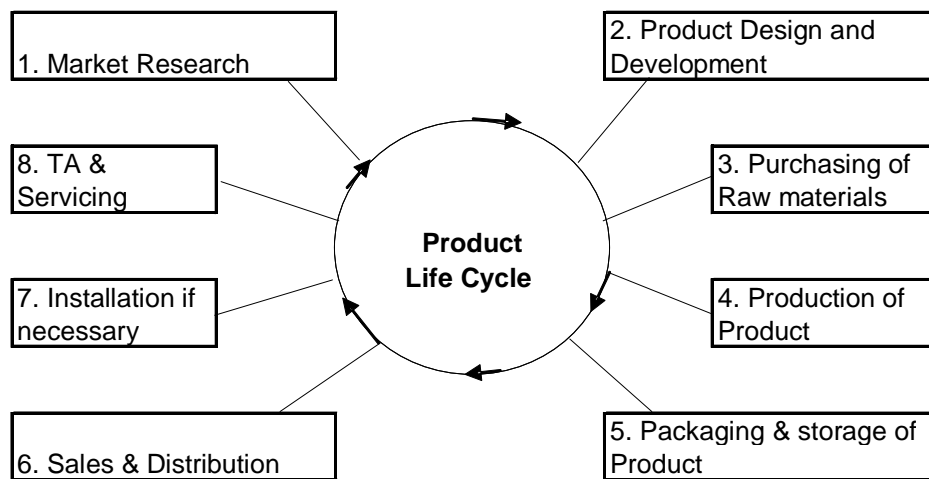 1. Market Research
2. Product Design and
Development
3. Purchasing of
Raw materials
4. Production of
Product
5. Packaging & storage of
Product
6. Sales & Distribution
7. Installation if
necessary
8. TA &
Servicing
Product
Life Cycle